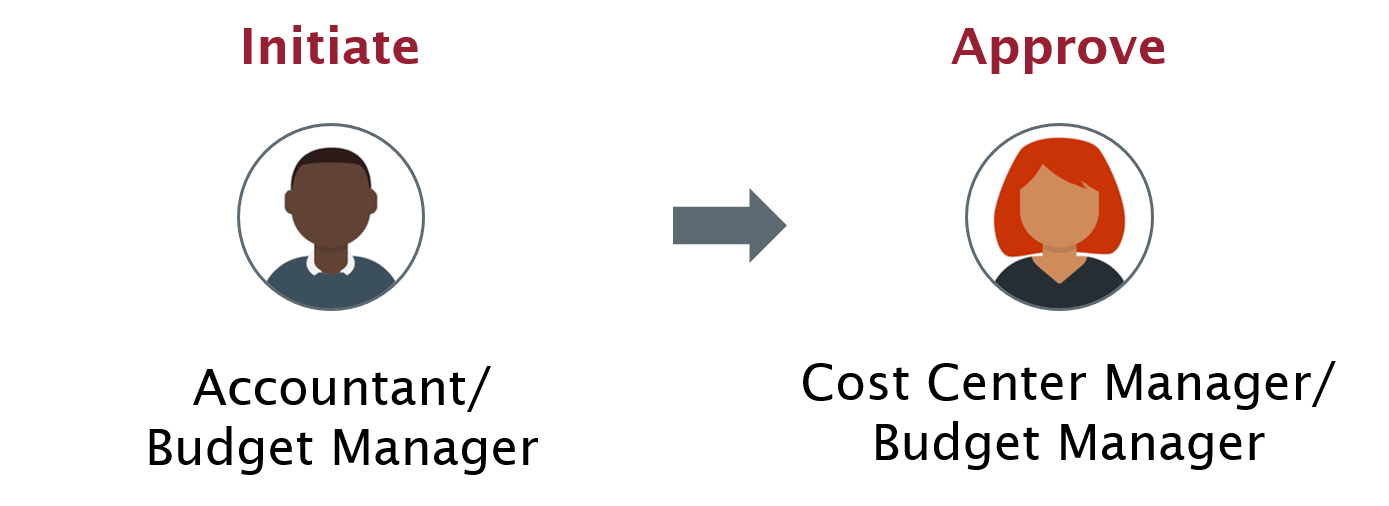 Initiate
Approve
Accountant/
Budget Manager
Cost Center Manager/
Budget Manager